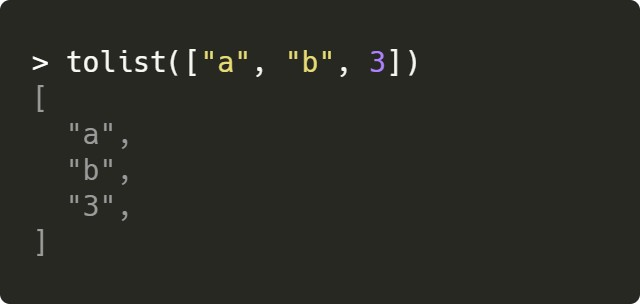 > tolist(["a", "b", 3])
[
  "a",
  "b",
  "3",
]